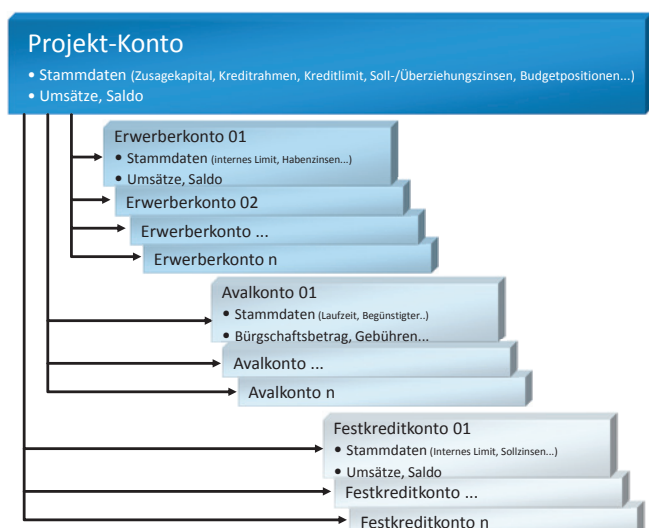 Projekt-Konto
• Stammdaten (Zusagekapital, Kreditrahmen, Kreditlimit, Soll-/Überziehungszinsen, Budgetpositionen...)
• Umsätze, Saldo
Erwerberkonto 01
• Stammdaten (internes Limit, Habenzinsen...)
• Umsätze, Saldo
Erwerberkonto 02
Erwerberkonto ...
Erwerberkonto n
Avalkonto 01
• Stammdaten (Laufzeit, Begünstigter..)
• Bürgschaftsbetrag, Gebühren...
Avalkonto ...
Avalkonto n
Festkreditkonto 01
• Stammdaten (Internes Limit, Sollzinsen...)
• Umsätze, Saldo
Festkreditkonto ...
Festkreditkonto n